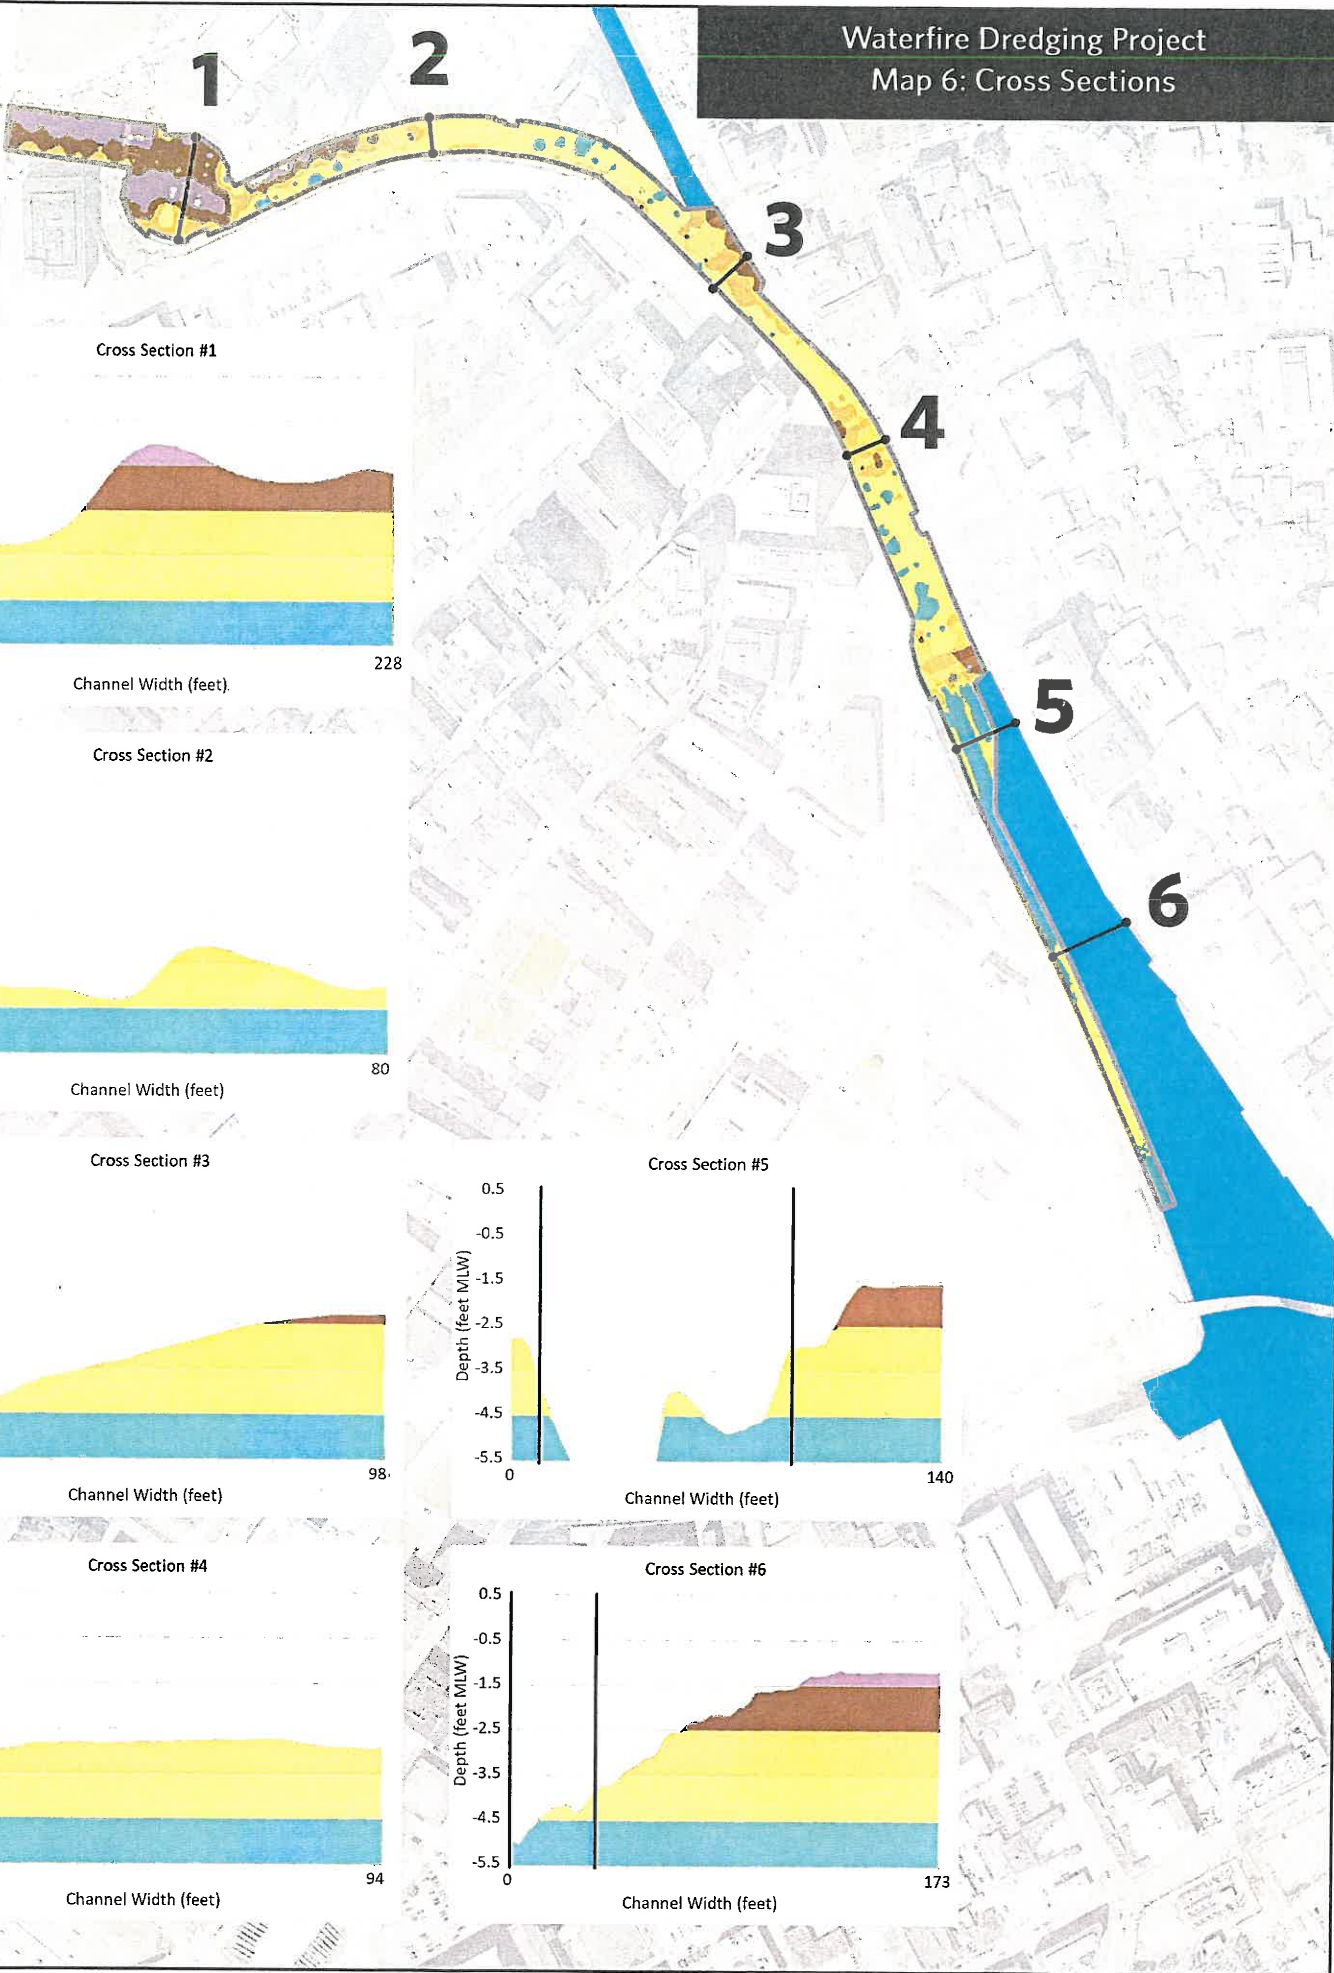 Waterfire Dredging Project
Map 6: Cross Sections
1
2
3
4
5
6
Cross Section #1
228
Channel Width (feet).
Cross Section #2
80
Channel Width (feet)
Cross Section #3
98
Channel Width (feet)
Cross Section #4
94
Channel Width (feet)
Cross Section #5
0.5
-0.5
-1.5
-2.5
-3.5
-4.5
-5.5
Depth (feet MLW)
0
140
Channel Width (feet)
Cross Section #6
0.5
-0.5
-1.5
-2.5
-3.5
-4.5
-5.5
Depth (feet MLW)
0
173
Channel Width (feet)